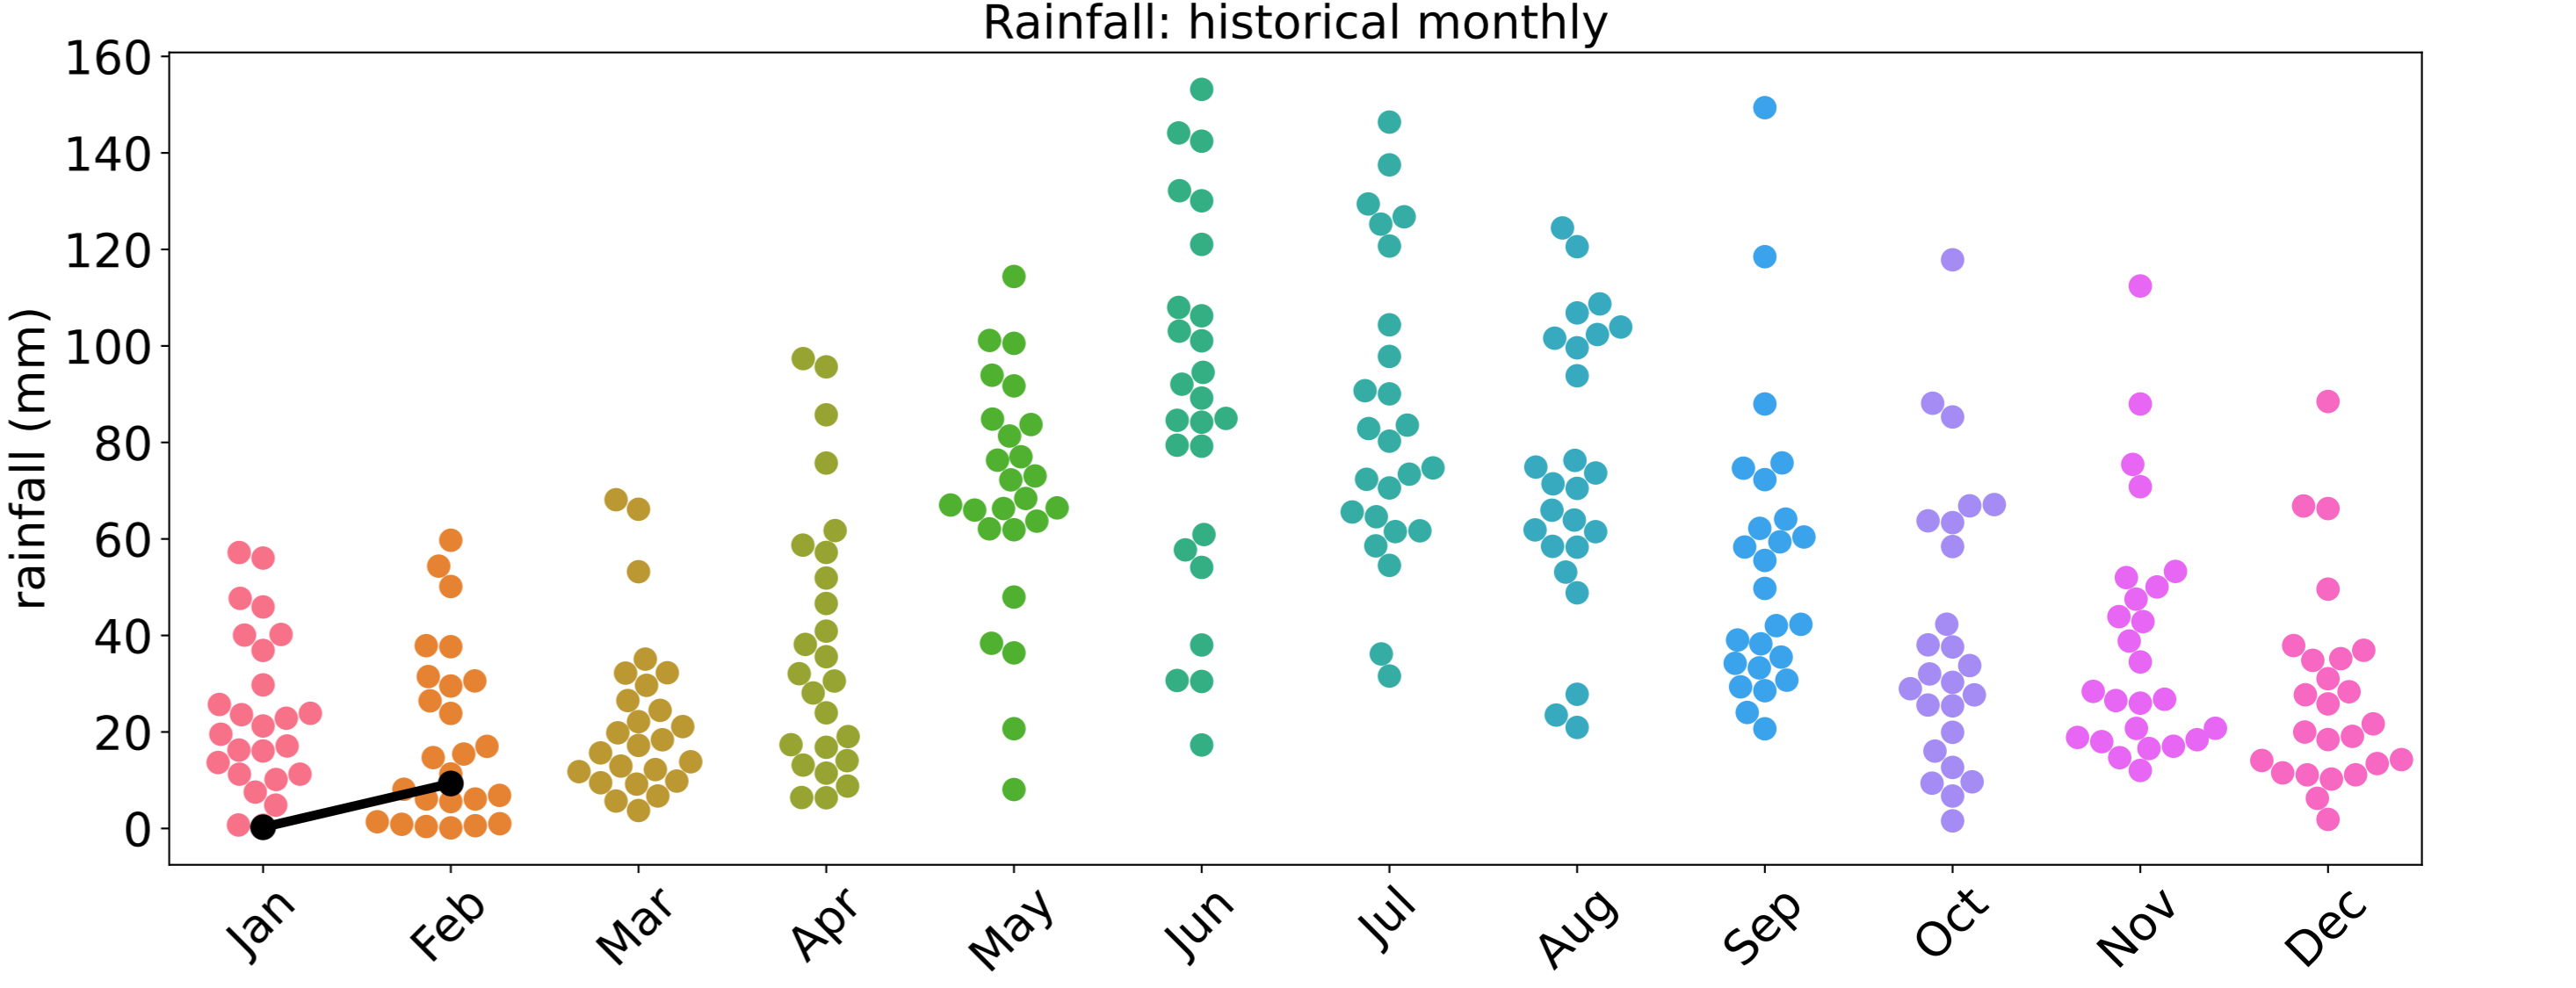 Rainfall: historical monthly
rainfall (mm)
160
140
120
100
80
60
40
20
0
Jan
Feb
Mar
Apr
May
Jun
Jul
Aug
Sep
Oct
Nov
Dec